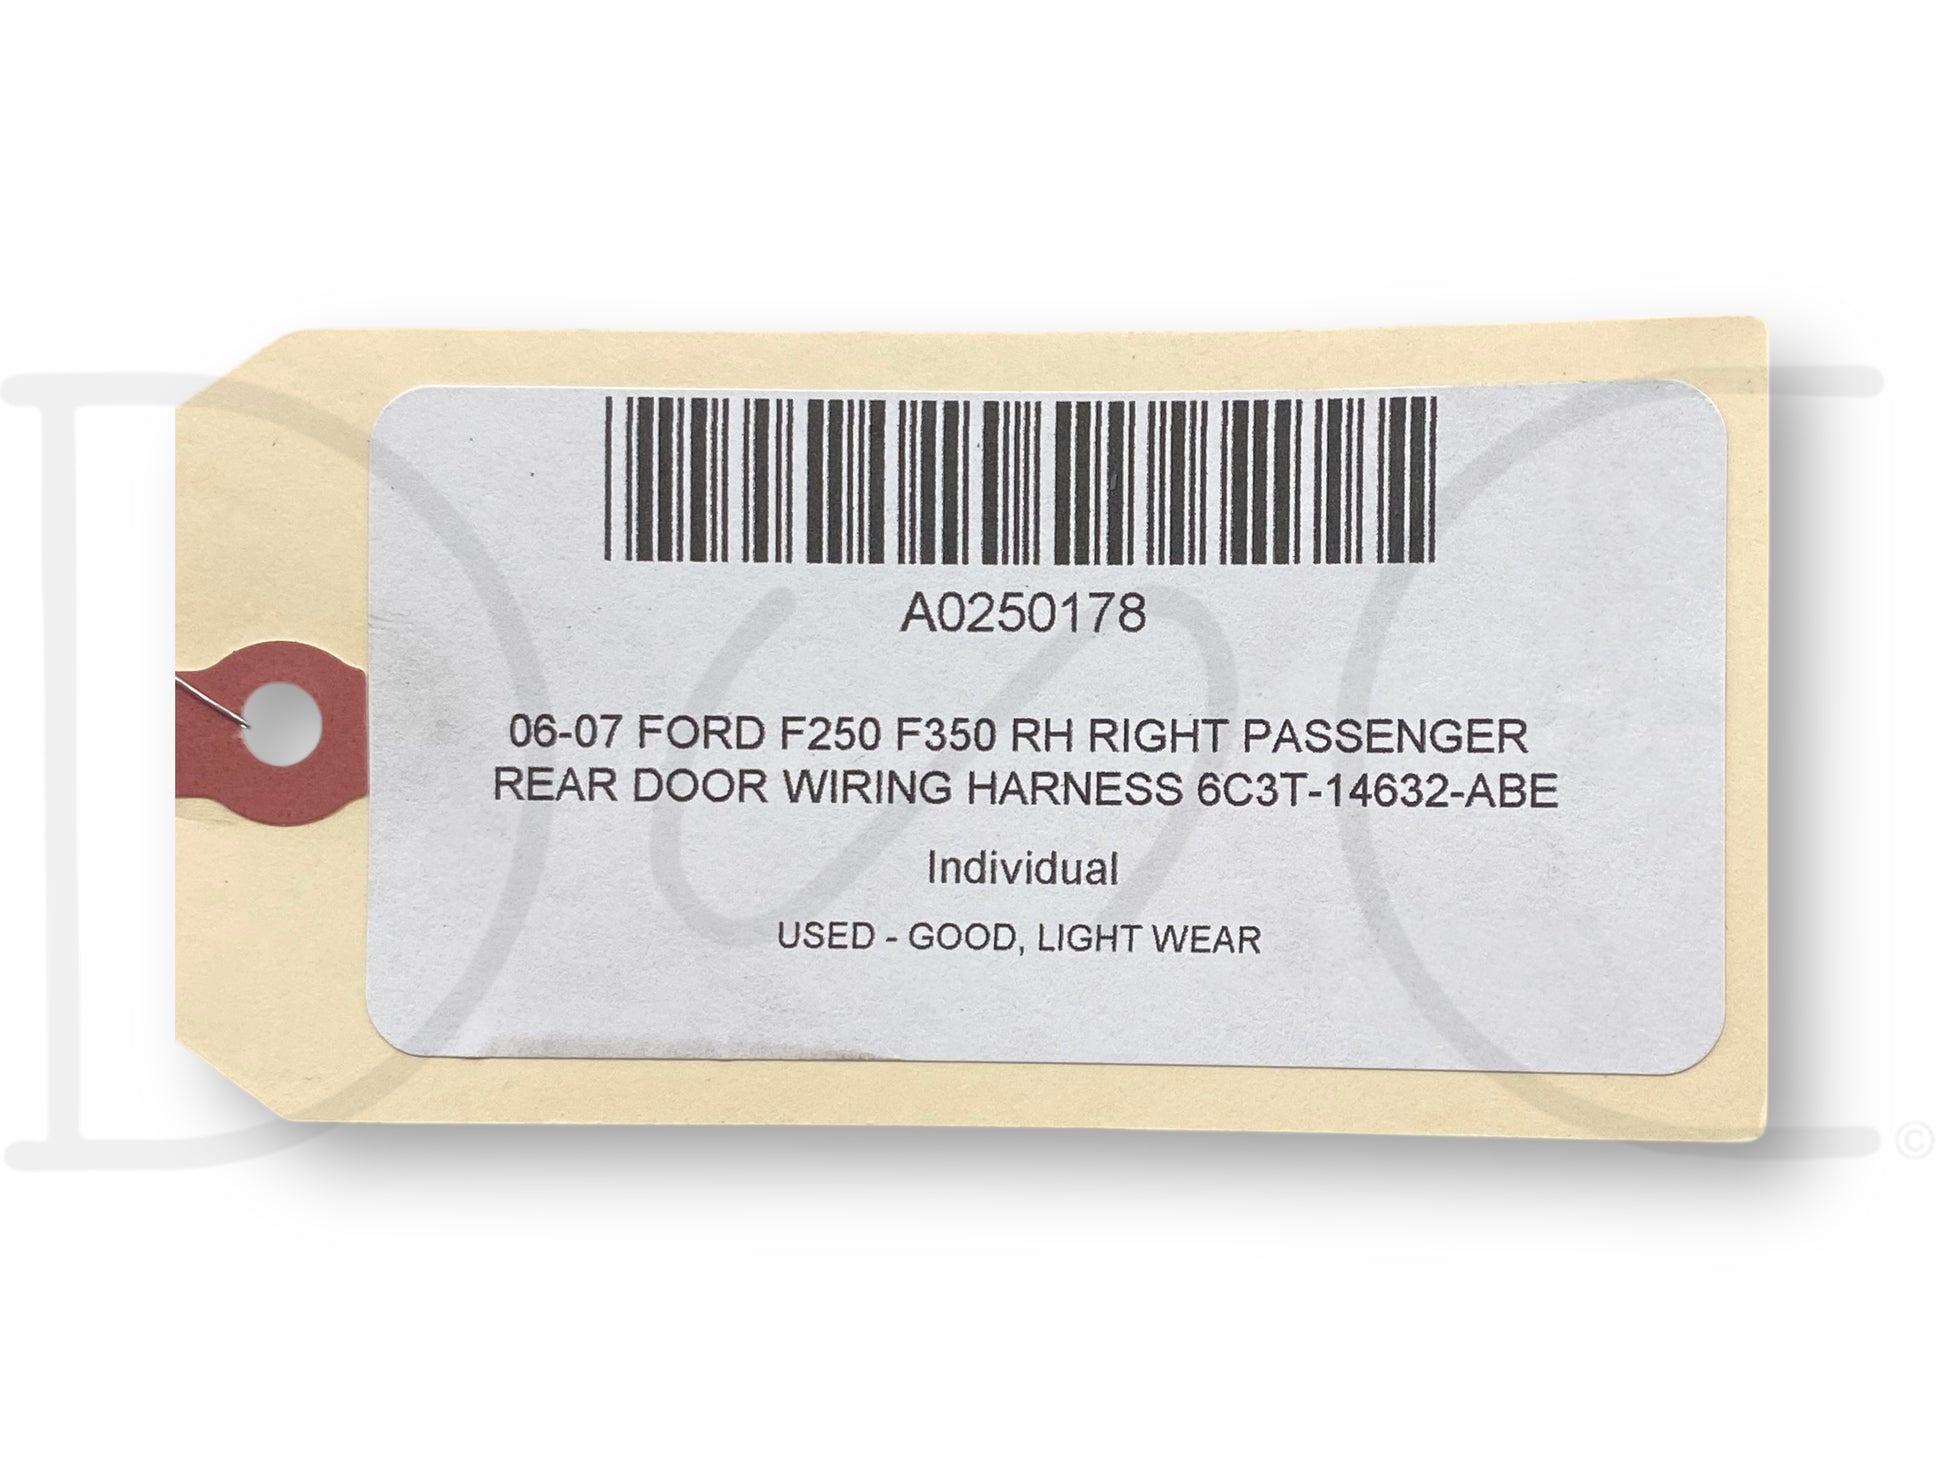 A0250178
06-07 FORD F250 F350 RH RIGHT PASSENGER
REAR DOOR WIRING HARNESS 6C3T-14632-ABE
Individual
USED - GOOD, LIGHT WEAR
D
C
©